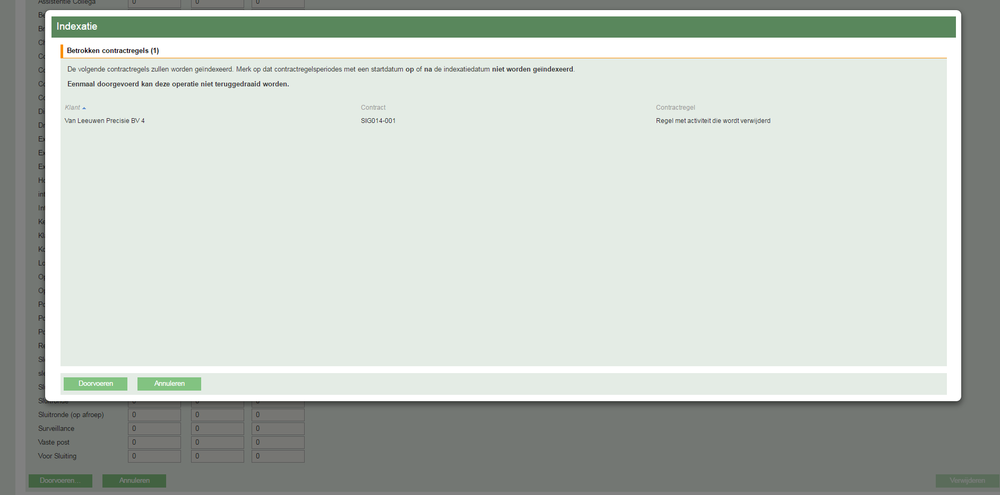 Assistentie Collega 0 0 0
Indexatie
Betrokken contractregels (1)
De volgende contractregels zullen worden geïndexeerd. Merk op dat contractregelsperiodes met een startdatum op of na de indexatiedatum niet worden geïndexeerd.
Eenmaal doorgevoerd kan deze operatie niet teruggedraaid worden.
Klant Contract Contractregel
Van Leeuwen Precisie BV 4 SIG014-001 Regel met activiteit die wordt verwijderd
Doorvoeren Annuleren
Sluitronde 0 0 0
Sluitronde (op afroep) 0 0 0
Surveillance 0 0 0
Vaste post 0 0 0
Voor Sluiting 0 0 0
Doorvoeren... Annuleren Verwijderen